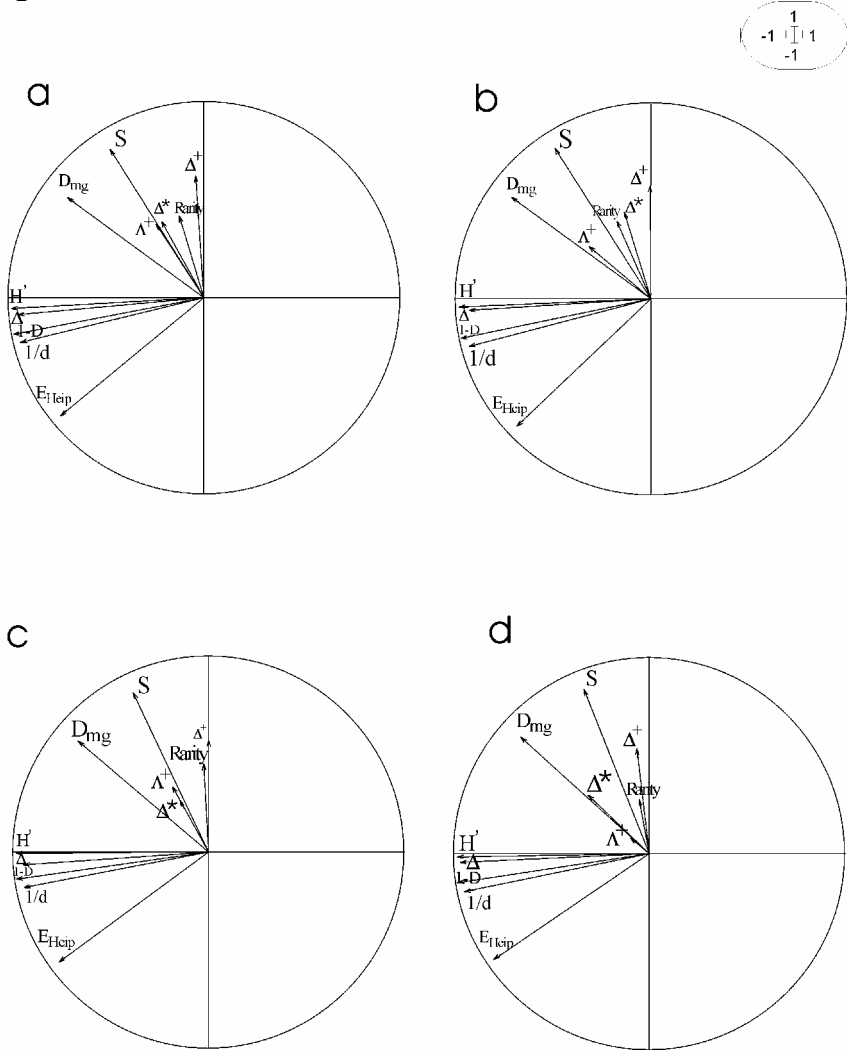 1
-1 1
-1
a
S
Dmg
Δ+
Δ*
Rarity
Λ+
H'
Δ
1-D
1/d
EHeip
b
S
Dmg
Δ+
Δ*
Rarity
Λ+
H'
Δ
1-D
1/d
EHeip
c
S
Dmg
Δ+
Rarity
Λ+
Δ*
H'
Δ
1-D
1/d
EHeip
d
S
Dmg
Δ+
Δ*
Rarity
Λ+
H'
Δ
1-D
1/d
EHeip